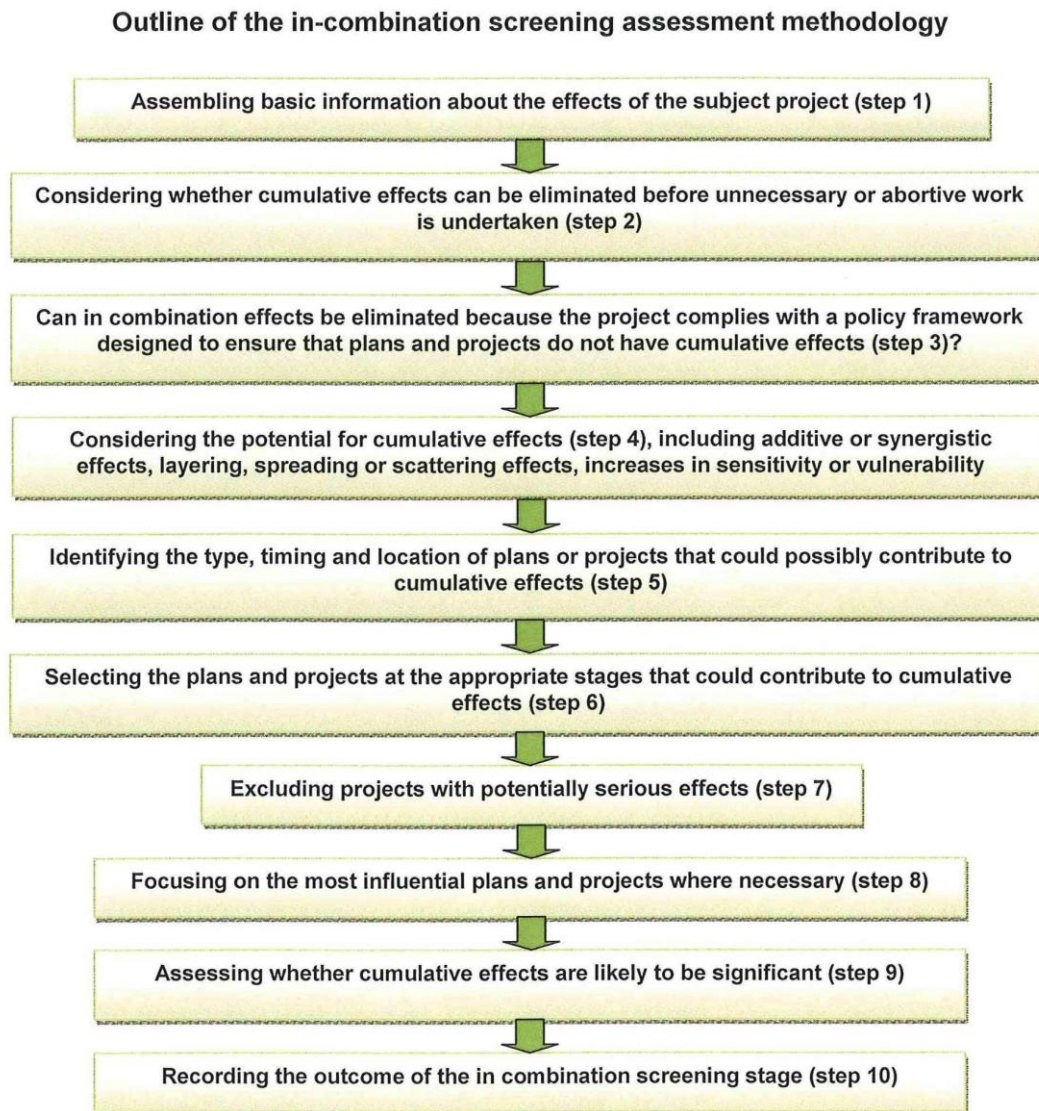 Outline of the in-combination screening assessment methodology
Assembling basic information about the effects of the subject project (step 1)
Considering whether cumulative effects can be eliminated before unnecessary or abortive work
is undertaken (step 2)
Can in combination effects be eliminated because the project complies with a policy framework
designed to ensure that plans and projects do not have cumulative effects (step 3)?
Considering the potential for cumulative effects (step 4), including additive or synergistic
effects, layering, spreading or scattering effects, increases in sensitivity or vulnerability
Identifying the type, timing and location of plans or projects that could possibly contribute to
cumulative effects (step 5)
Selecting the plans and projects at the appropriate stages that could contribute to cumulative
effects (step 6)
Excluding projects with potentially serious effects (step 7)
Focusing on the most influential plans and projects where necessary (step 8)
Assessing whether cumulative effects are likely to be significant (step 9)
Recording the outcome of the in combination screening stage (step 10)